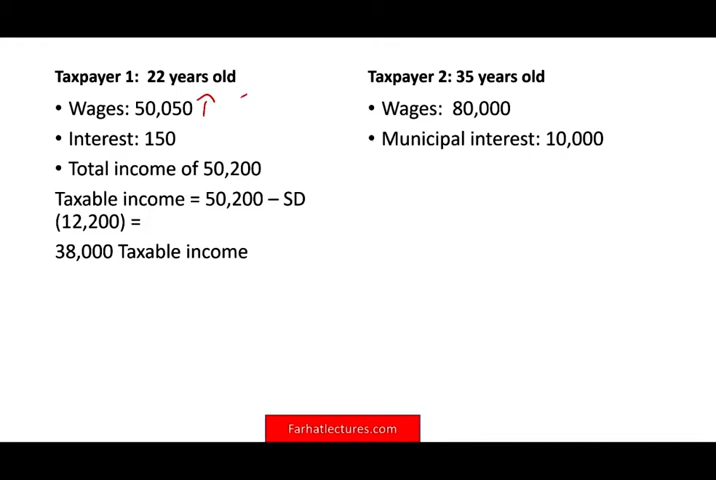 Taxpayer 1: 22 years old
• Wages: 50,050
• Interest: 150
• Total income of 50,200
Taxable income = 50,200 – SD
(12,200) =
38,000 Taxable income
Taxpayer 2: 35 years old
• Wages: 80,000
• Municipal interest: 10,000
Farhatlectures.com